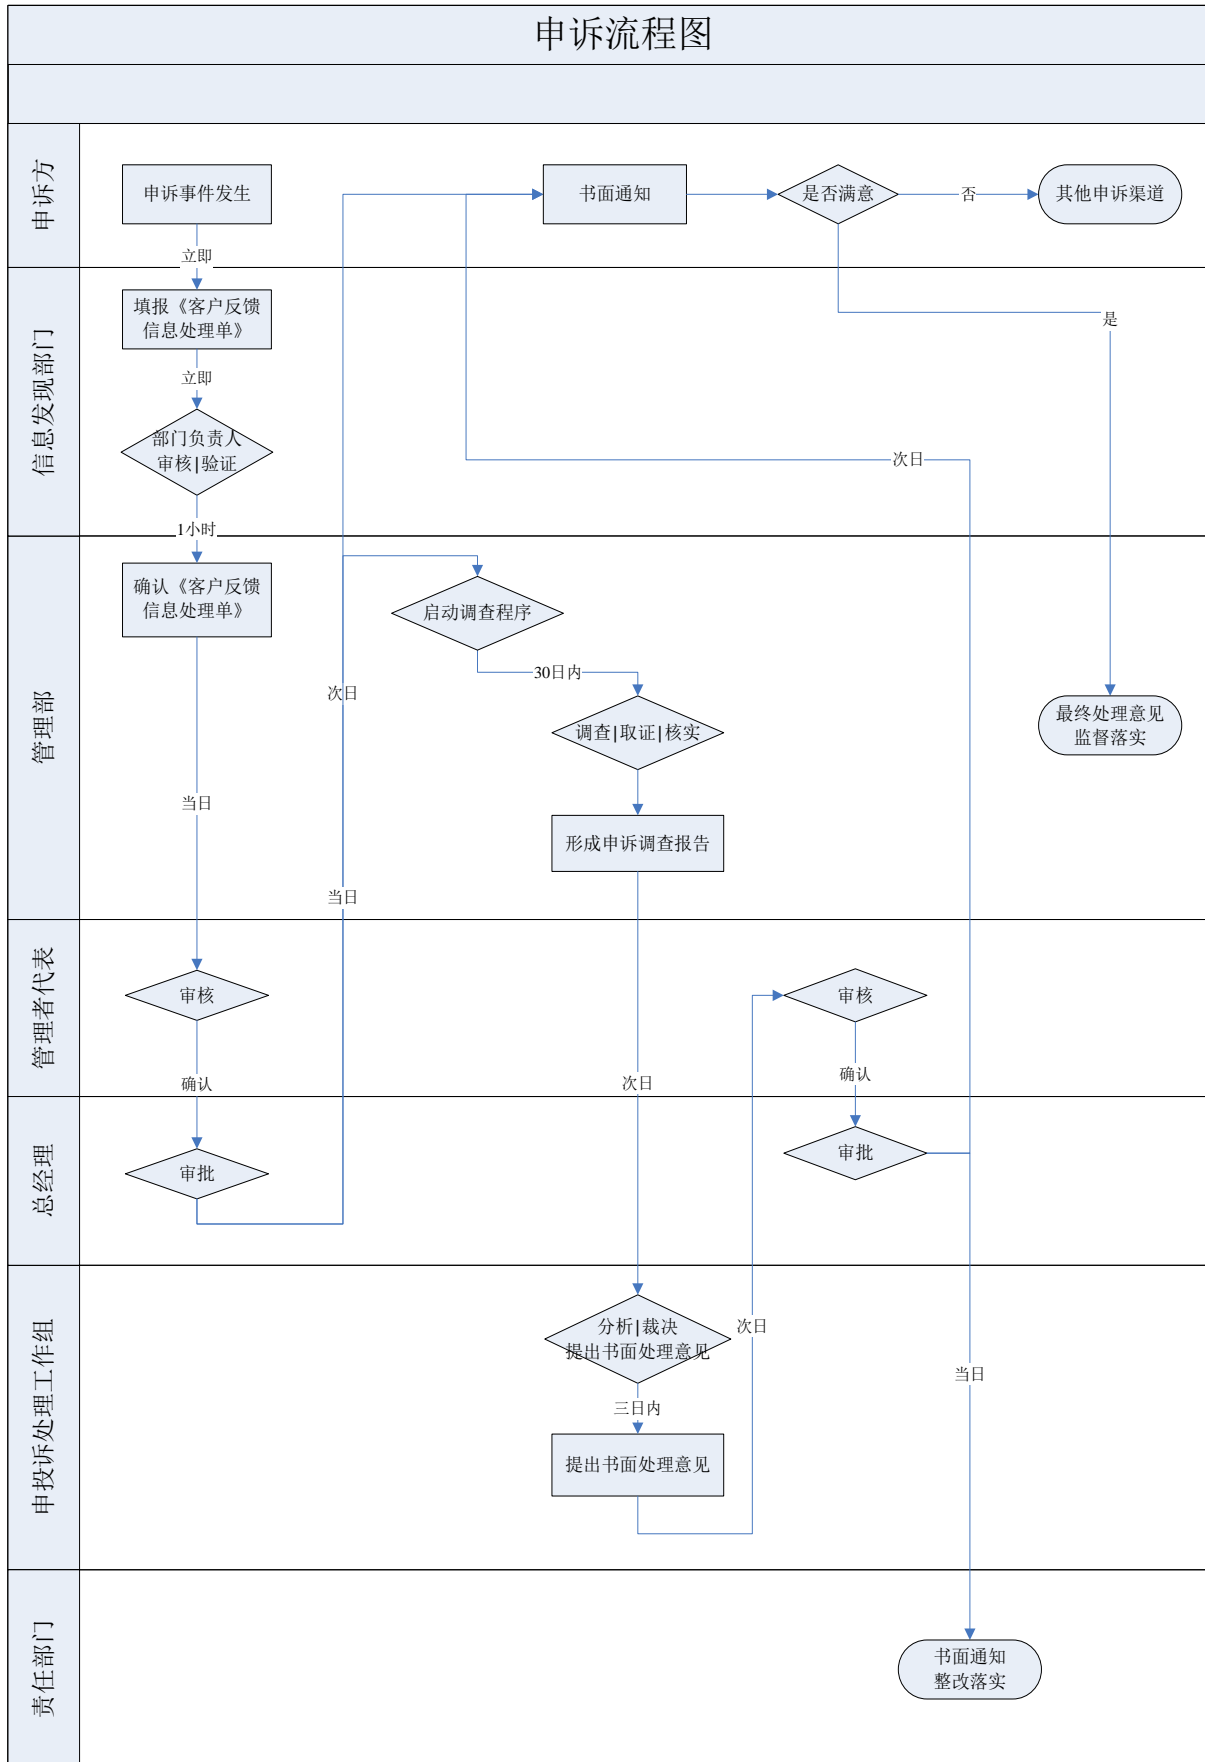 申诉流程图
申诉方
申诉事件发生
书面通知
是否满意
否
其他申诉渠道
立即
信息发现部门
填报《客户反馈
信息处理单》
是
立即
部门负责人
审核|验证
次日
1小时
管理部
确认《客户反馈
信息处理单》
启动调查程序
30日内
次日
调查|取证|核实
最终处理意见
监督落实
当日
形成申诉调查报告
当日
管理者代表
审核
审核
确认
次日
确认
总经理
审批
审批
申投诉处理工作组
分析|裁决
提出书面处理意见
次日
当日
三日内
提出书面处理意见
责任部门
书面通知
整改落实